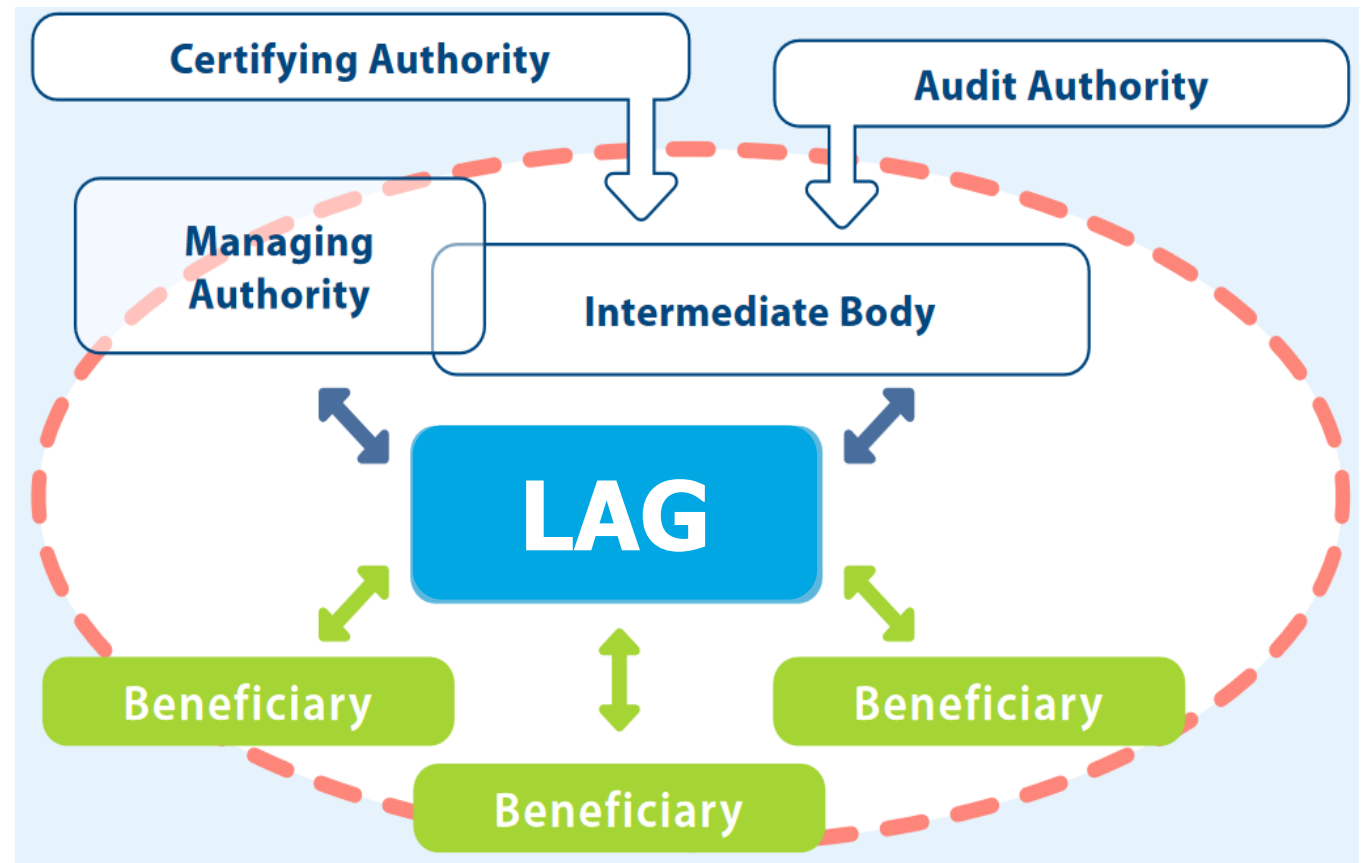 Certifying Authority
Audit Authority
Managing
Authority
Intermediate Body
LAG
Beneficiary
Beneficiary
Beneficiary